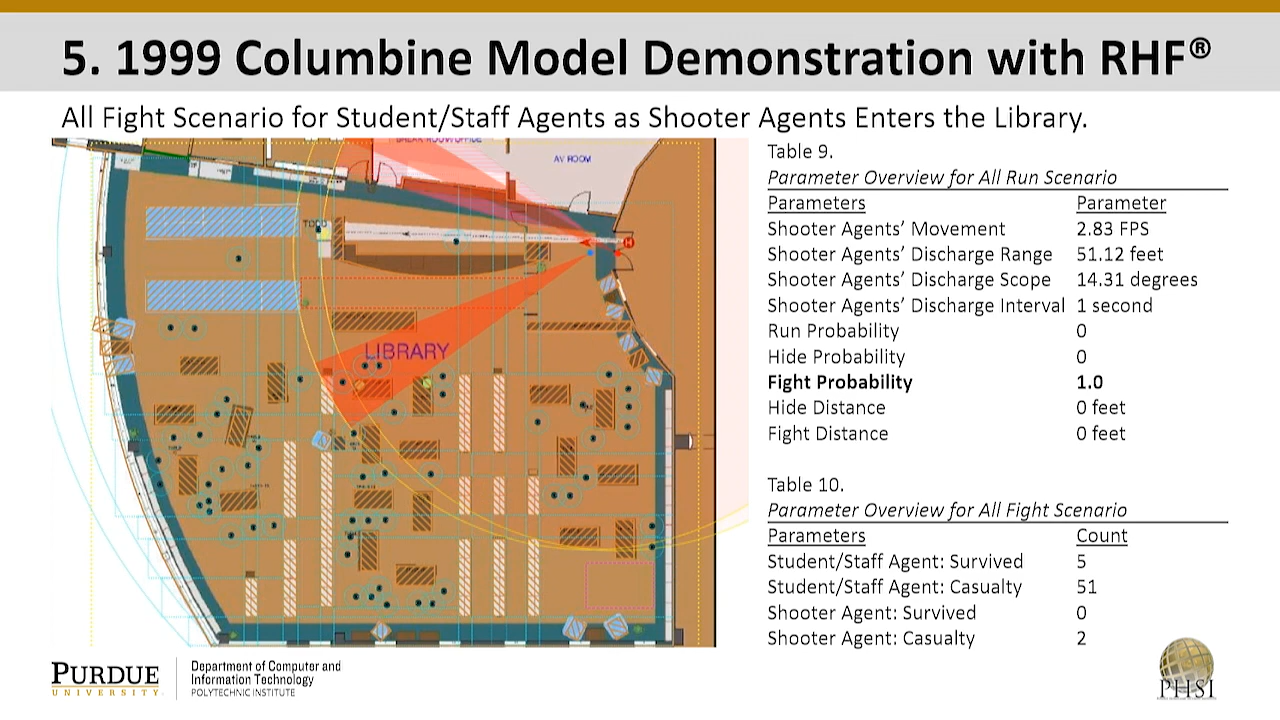 5. 1999 Columbine Model Demonstration with RHF®
All Fight Scenario for Student/Staff Agents as Shooter Agents Enters the Library.
AV ROOM
LIBRARY
Table 9.
Parameter Overview for All Run Scenario
Parameters Parameter
Shooter Agents’ Movement 2.83 FPS
Shooter Agents’ Discharge Range 51.12 feet
Shooter Agents’ Discharge Scope 14.31 degrees
Shooter Agents’ Discharge Interval 1 second
Run Probability 0
Hide Probability 0
Fight Probability 1.0
Hide Distance 0 feet
Fight Distance 0 feet
Table 10.
Parameter Overview for All Fight Scenario
Parameters Count
Student/Staff Agent: Survived 5
Student/Staff Agent: Casualty 51
Shooter Agent: Survived 0
Shooter Agent: Casualty 2
PURDUE
UNIVERSITY
Department of Computer and
Information Technology
POLYTECHNIC INSTITUTE
PHSI